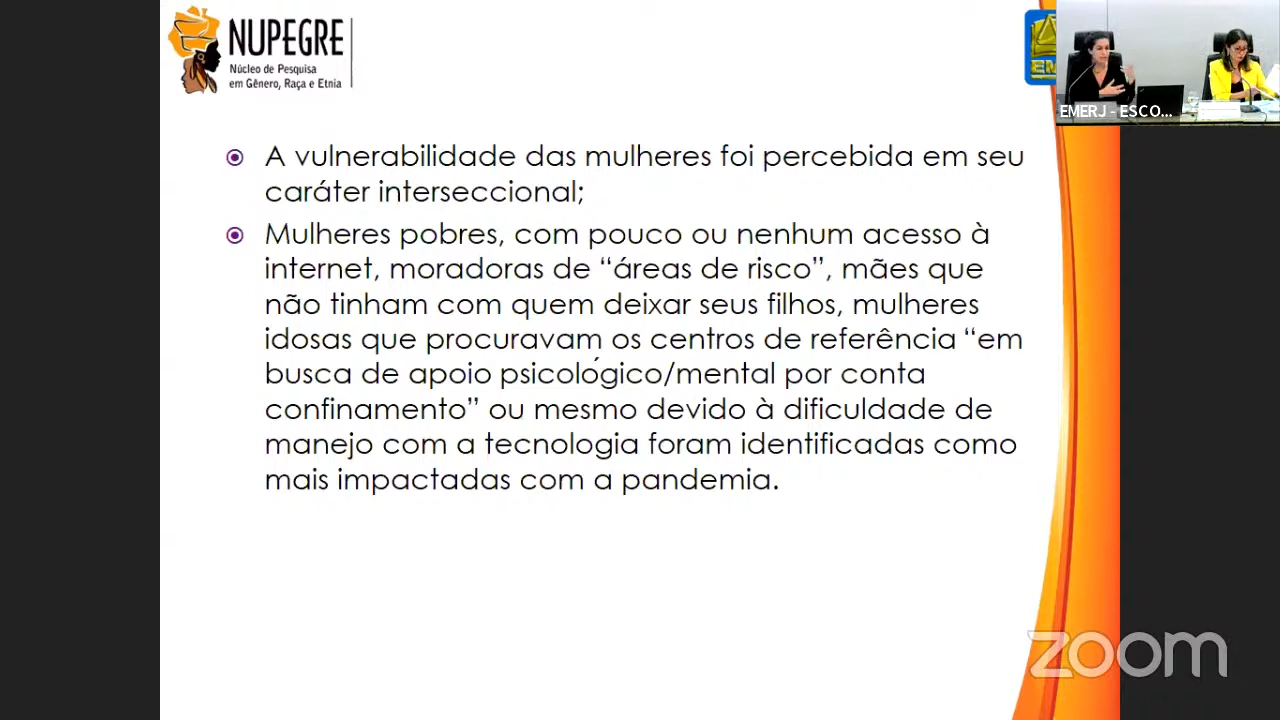 NUPEGRE
Núcleo de Pesquisa
em Gênero, Raça e Etnia
EMERJ - ESCO...
A vulnerabilidade das mulheres foi percebida em seu
caráter interseccional;
Mulheres pobres, com pouco ou nenhum acesso à
internet, moradoras de “áreas de risco”, mães que
não tinham com quem deixar seus filhos, mulheres
idosas que procuravam os centros de referência “em
busca de apoio psicológico/mental por conta
confinamento” ou mesmo devido à dificuldade de
manejo com a tecnologia foram identificadas como
mais impactadas com a pandemia.
zoom